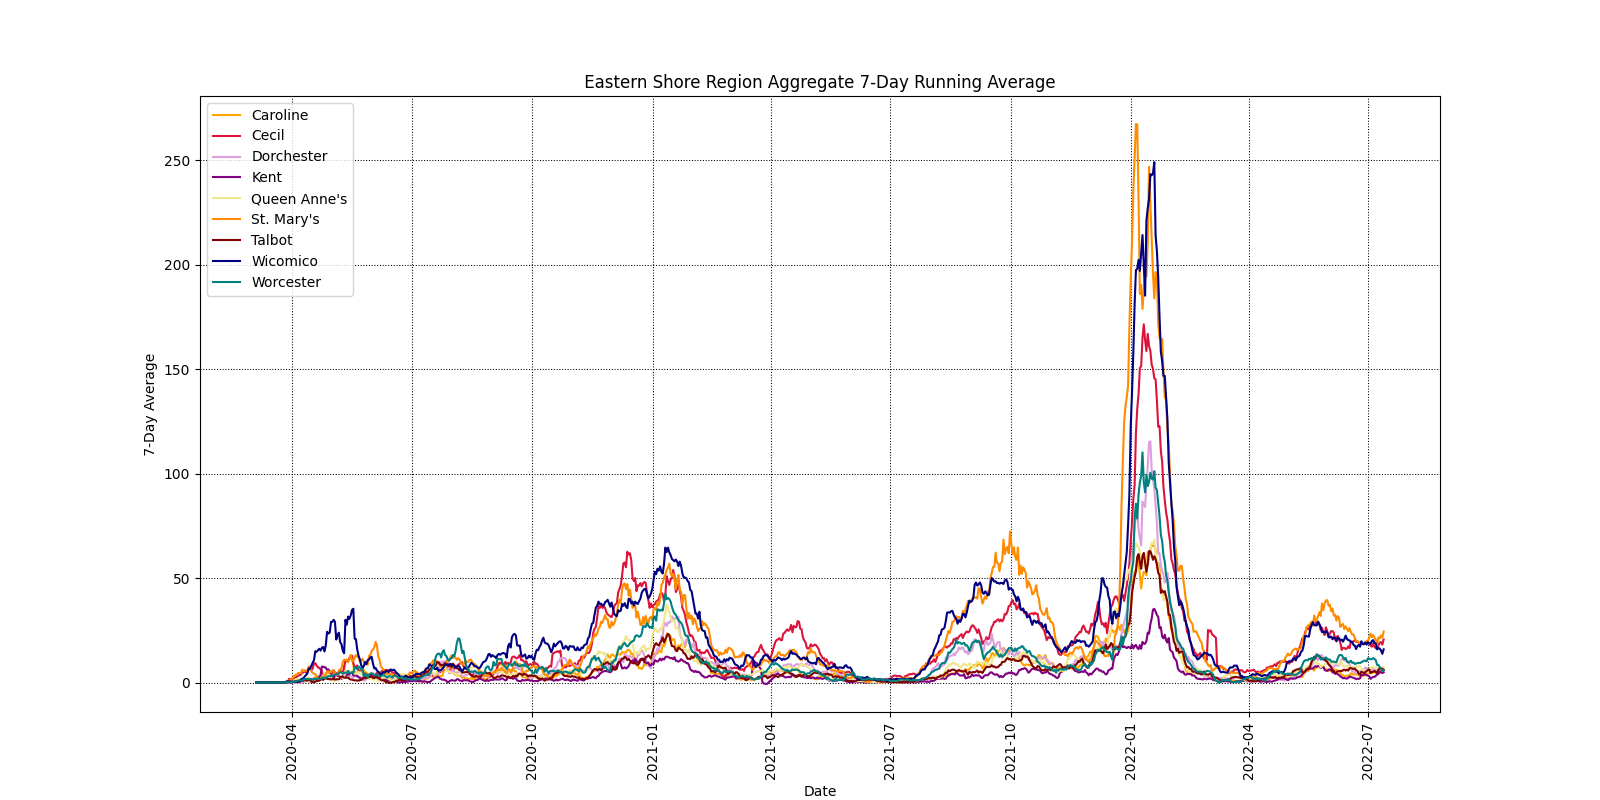 Eastern Shore Region Aggregate 7-Day Running Average
Caroline
Cecil
Dorchester
Kent
Queen Anne's
St. Mary's
Talbot
Wicomico
Worcester
7-Day Average
250
200
150
100
50
0
2020-04
2020-07
2020-10
2021-01
2021-04
2021-07
2021-10
2022-01
2022-04
2022-07
Date